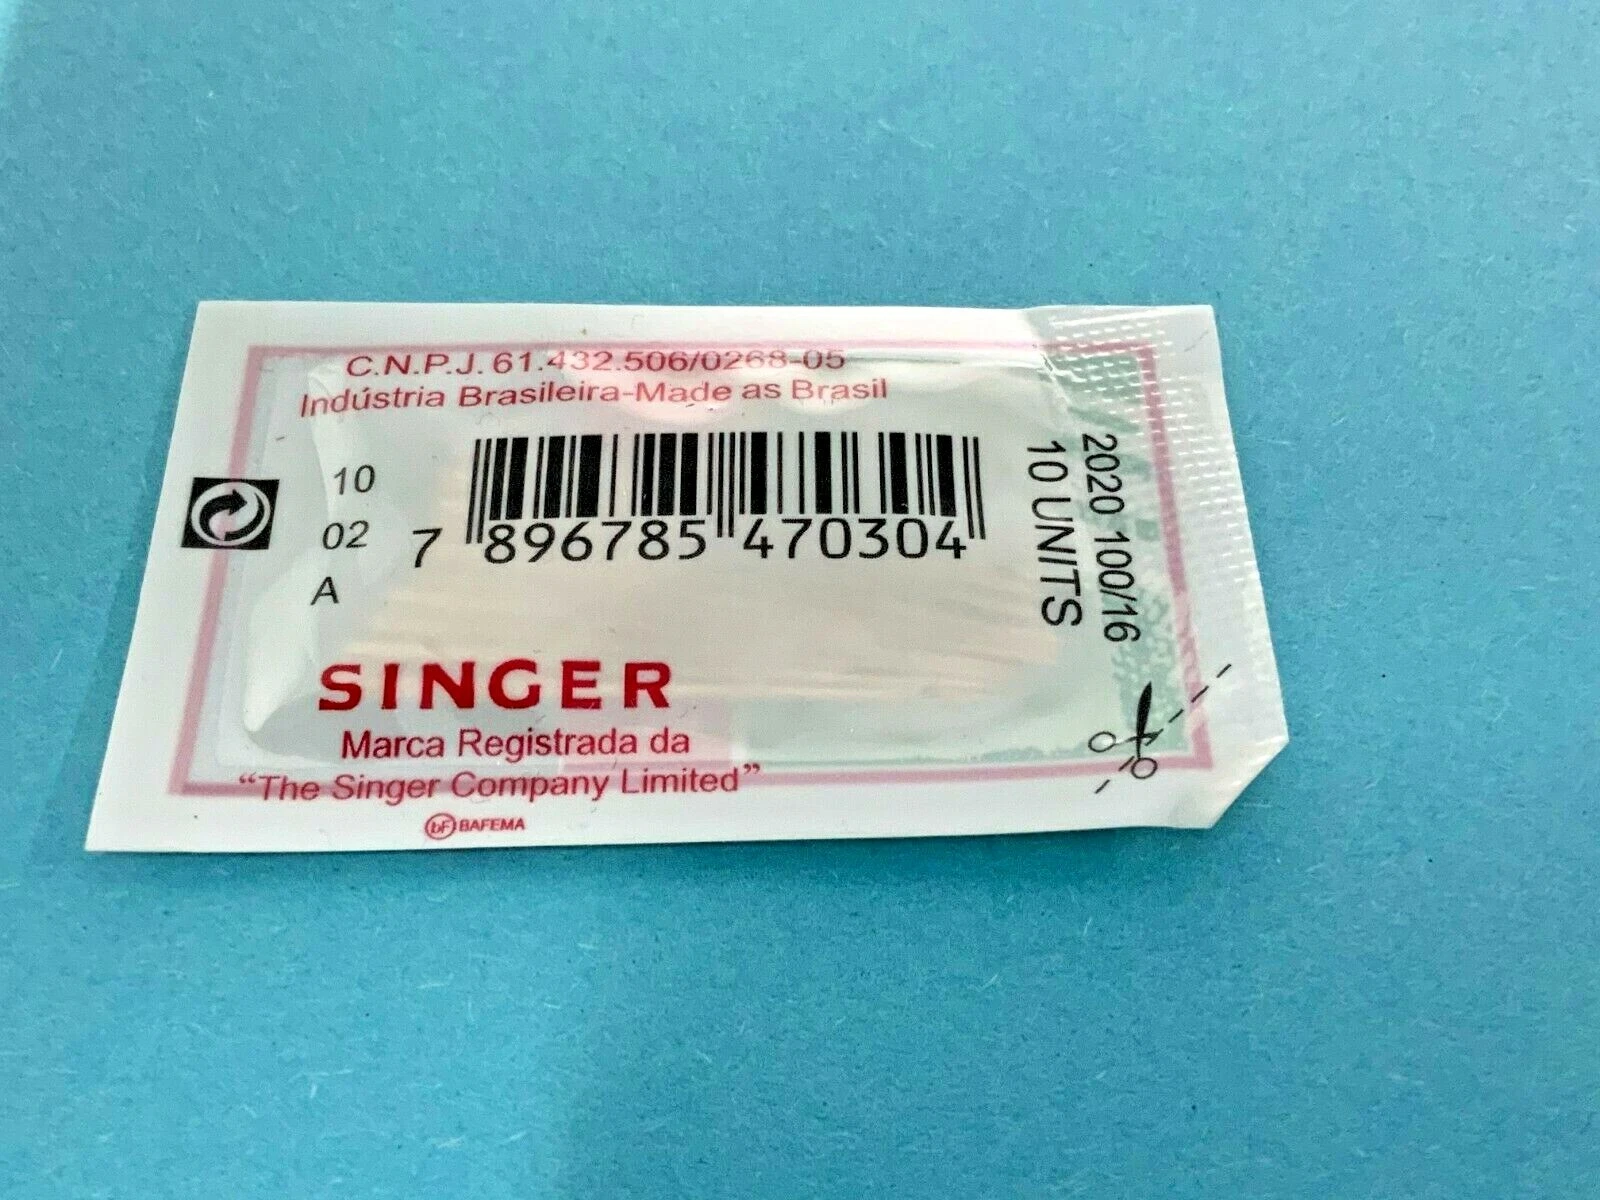 C.N.P.J. 61.432.506/0268-05
Indústria Brasileira-Made as Brasil
10
02
A
7 896785 470304
2020 100/16
10 UNITS
SINGER
Marca Registrada da
“The Singer Company Limited”
bF BAFEMA